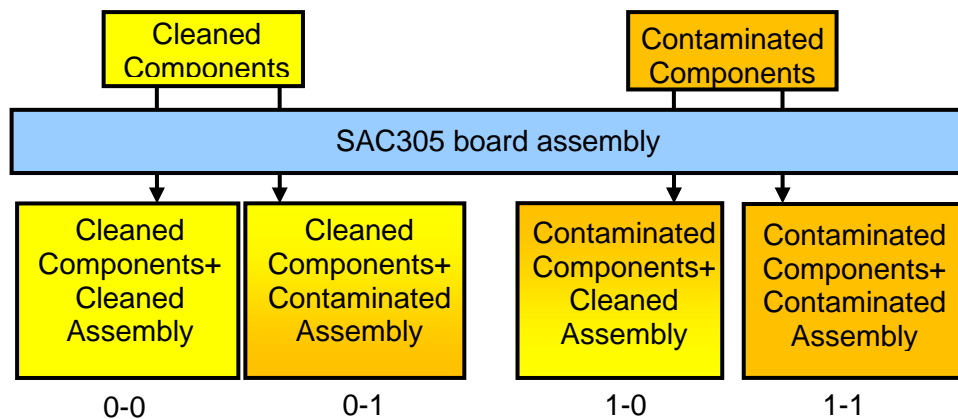 Cleaned
Components
Contaminated
Components
SAC305 board assembly
Cleaned
Components+
Cleaned
Assembly
Cleaned
Components+
Contaminated
Assembly
Contaminated
Components+
Cleaned
Assembly
Contaminated
Components+
Contaminated
Assembly
0-0
0-1
1-0
1-1